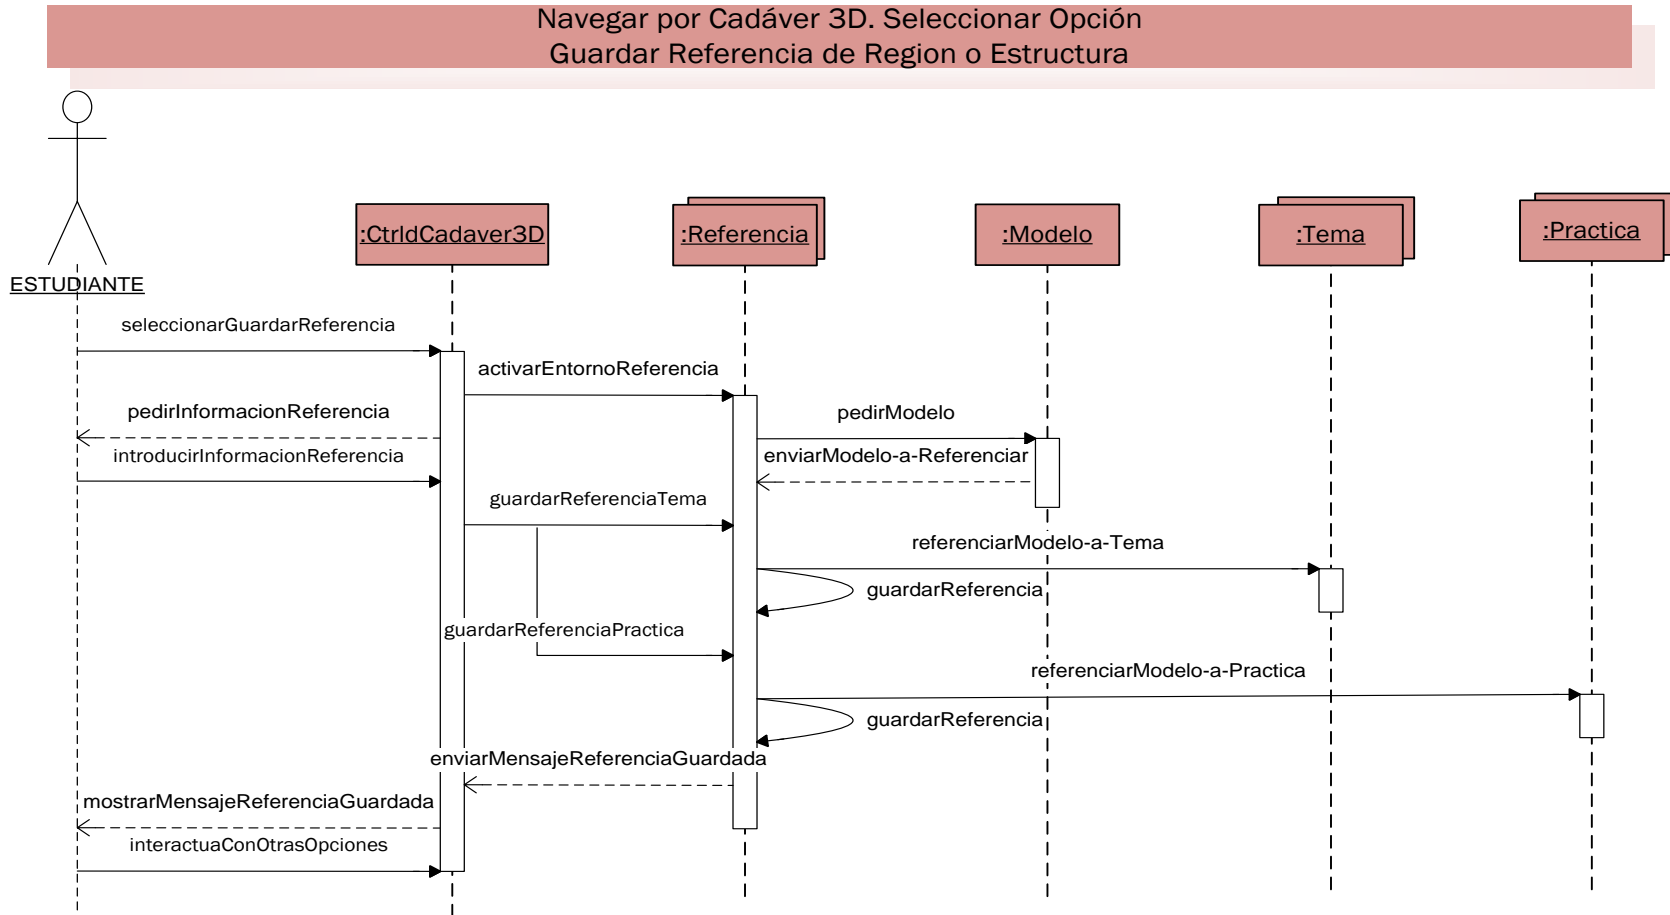 Navegar por Cadáver 3D. Seleccionar Opción
Guardar Referencia de Region o Estructura
ESTUDIANTE
:CtrldCadaver3D
:Referencia
:Modelo
:Tema
:Practica
seleccionarGuardarReferencia
activarEntornoReferencia
pedirInformacionReferencia
pedirModelo
introducirInformacionReferencia
enviarModelo-a-Referenciar
guardarReferenciaTema
referenciarModelo-a-Tema
guardarReferencia
guardarReferenciaPractica
referenciarModelo-a-Practica
guardarReferencia
enviarMensajeReferenciaGuardada
mostrarMensajeReferenciaGuardada
interactuaConOtrasOpciones